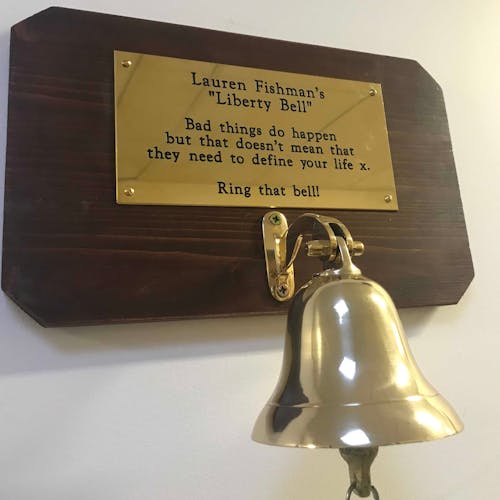 Lauren Fishman's
"Liberty Bell"
Bad things do happen
but that doesn't mean that
they need to define your life x.
Ring that bell!